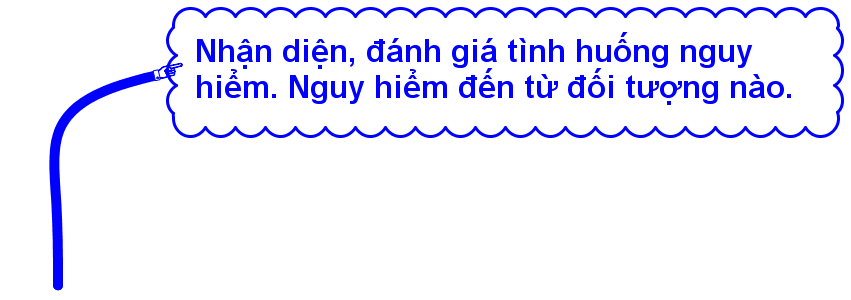 Nhận diện, đánh giá tình huống nguy
hiểm. Nguy hiểm đến từ đối tượng nào.